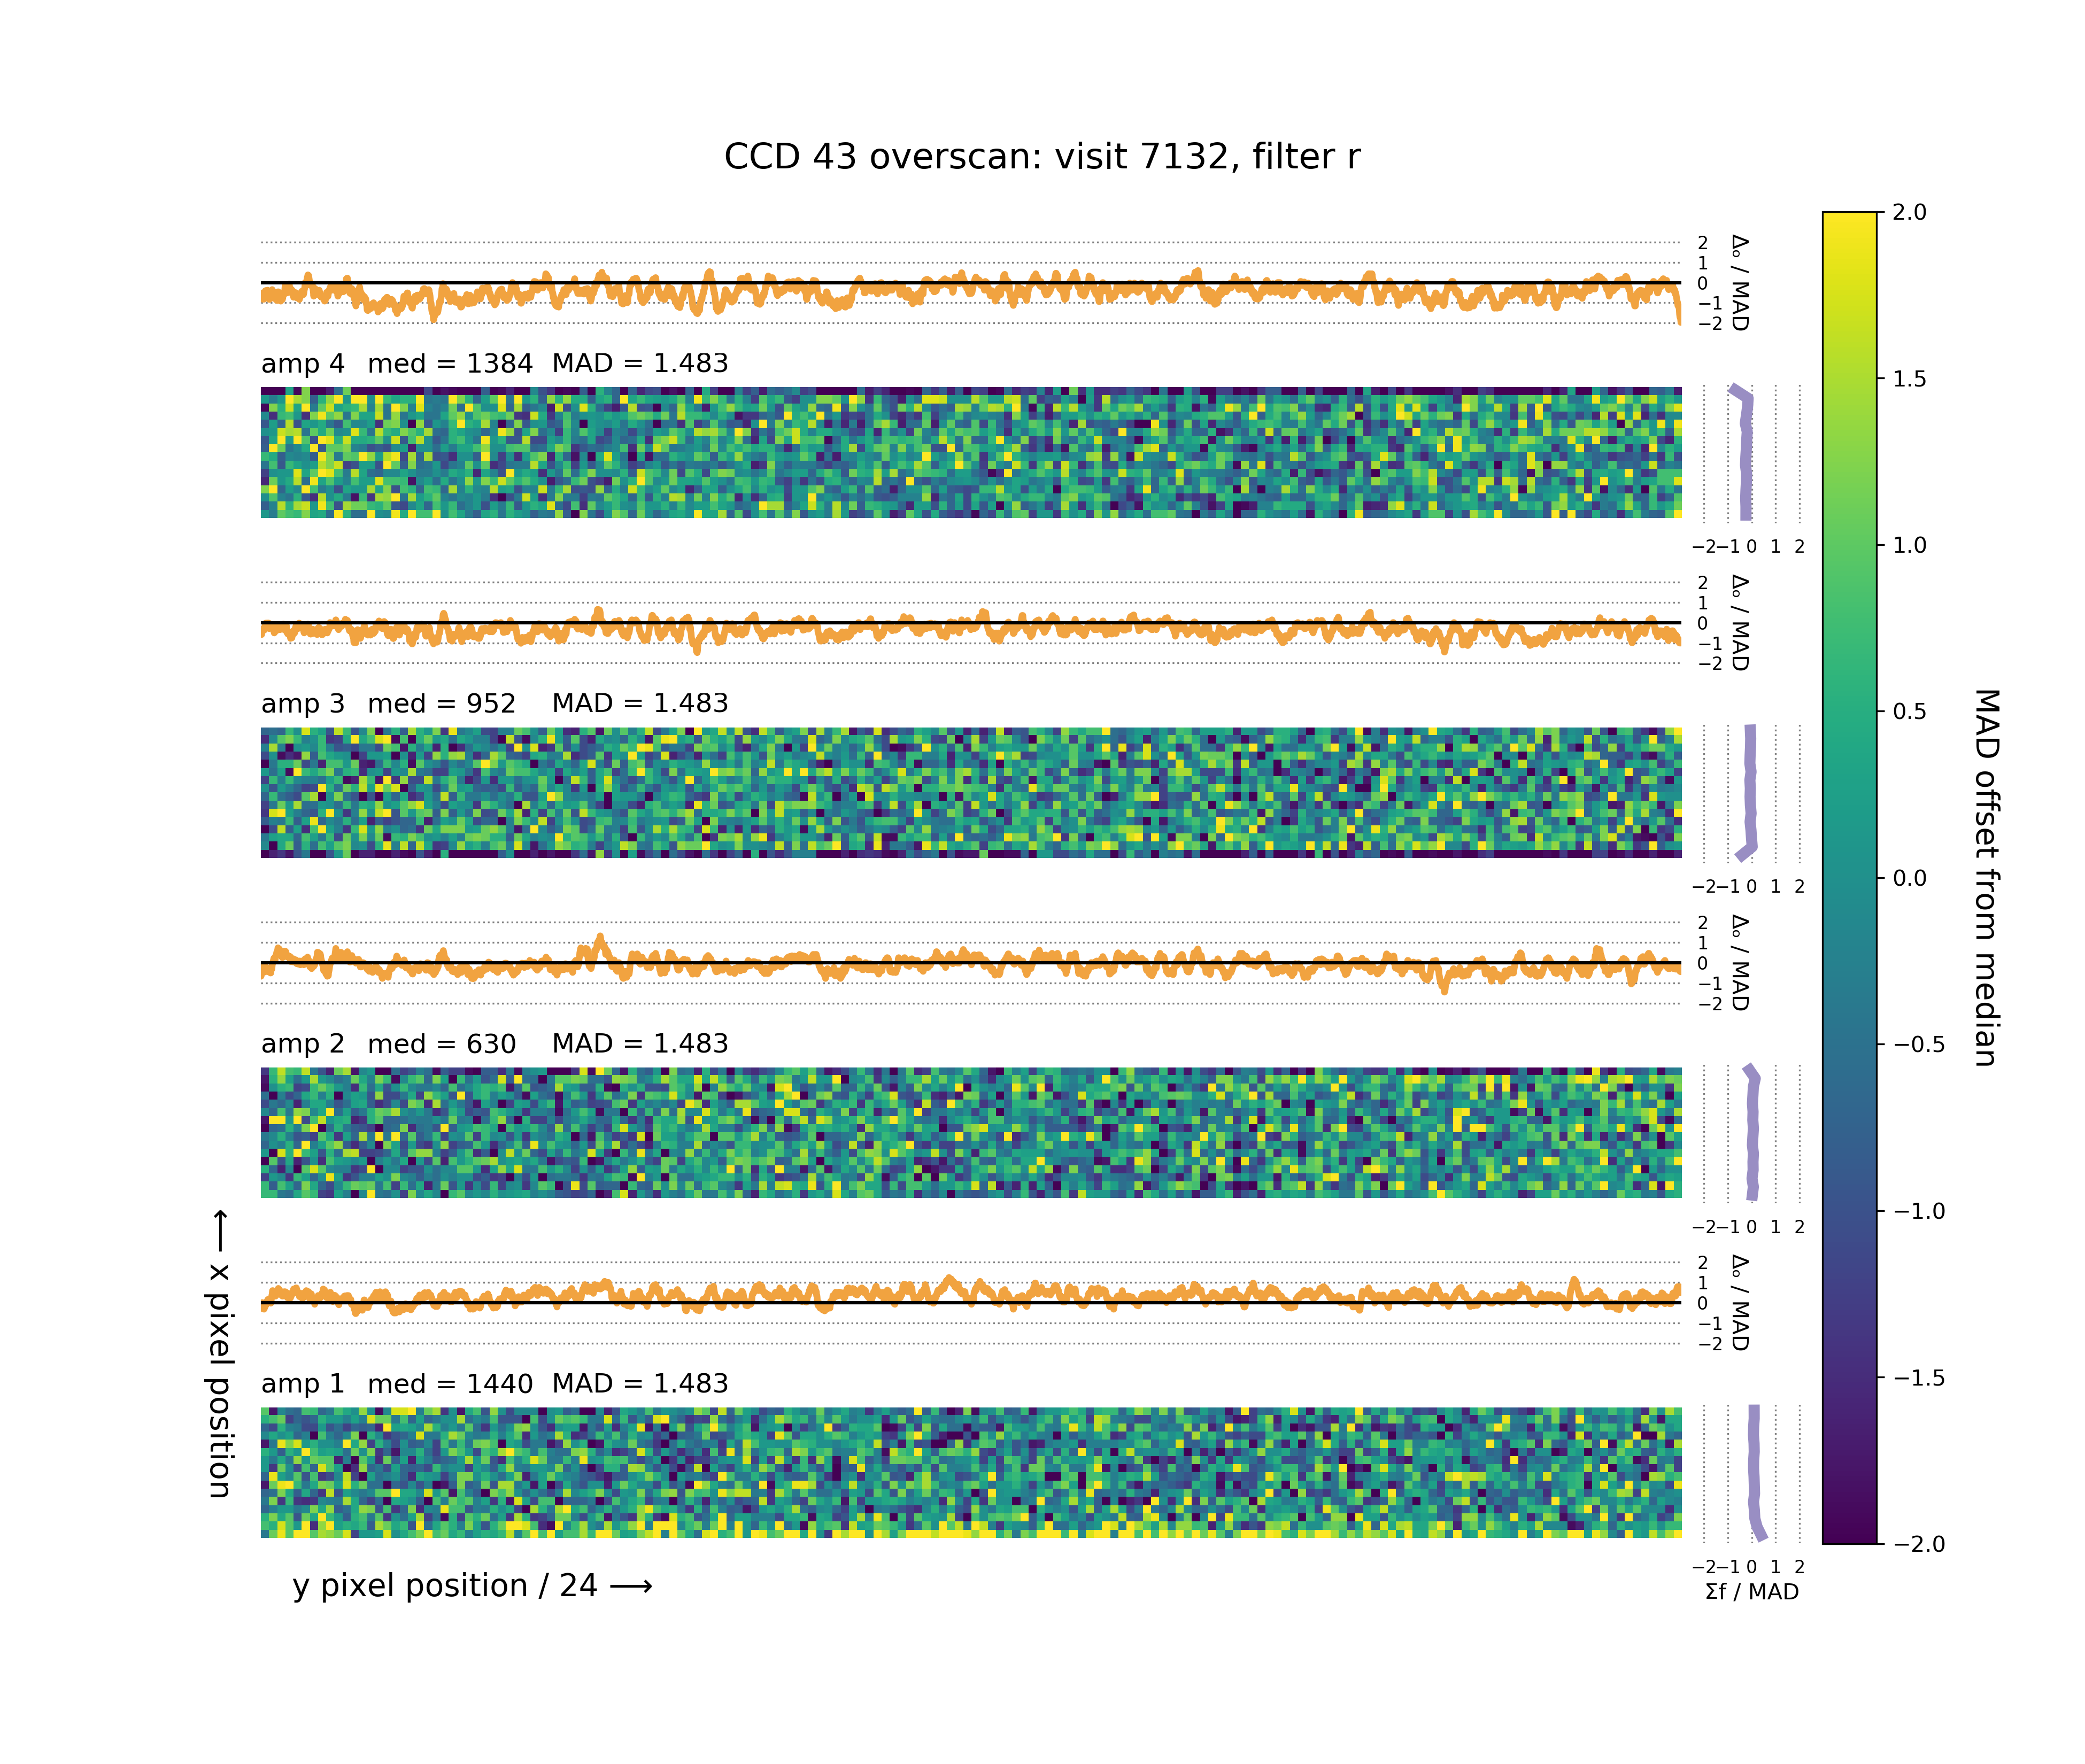 CCD 43 overscan: visit 7132, filter r
2
1
0
−1
−2
Δₒ / MAD
amp 4 med = 1384 MAD = 1.483
−2 −1 0 1 2
2
1
0
−1
−2
Δₒ / MAD
amp 3 med = 952 MAD = 1.483
−2 −1 0 1 2
2
1
0
−1
−2
Δₒ / MAD
amp 2 med = 630 MAD = 1.483
−2 −1 0 1 2
2
1
0
−1
−2
Δₒ / MAD
amp 1 med = 1440 MAD = 1.483
−2 −1 0 1 2
Σf / MAD
y pixel position / 24 ⟶
⟵ x pixel position
2.0
1.5
1.0
0.5
0.0
−0.5
−1.0
−1.5
−2.0
MAD offset from median